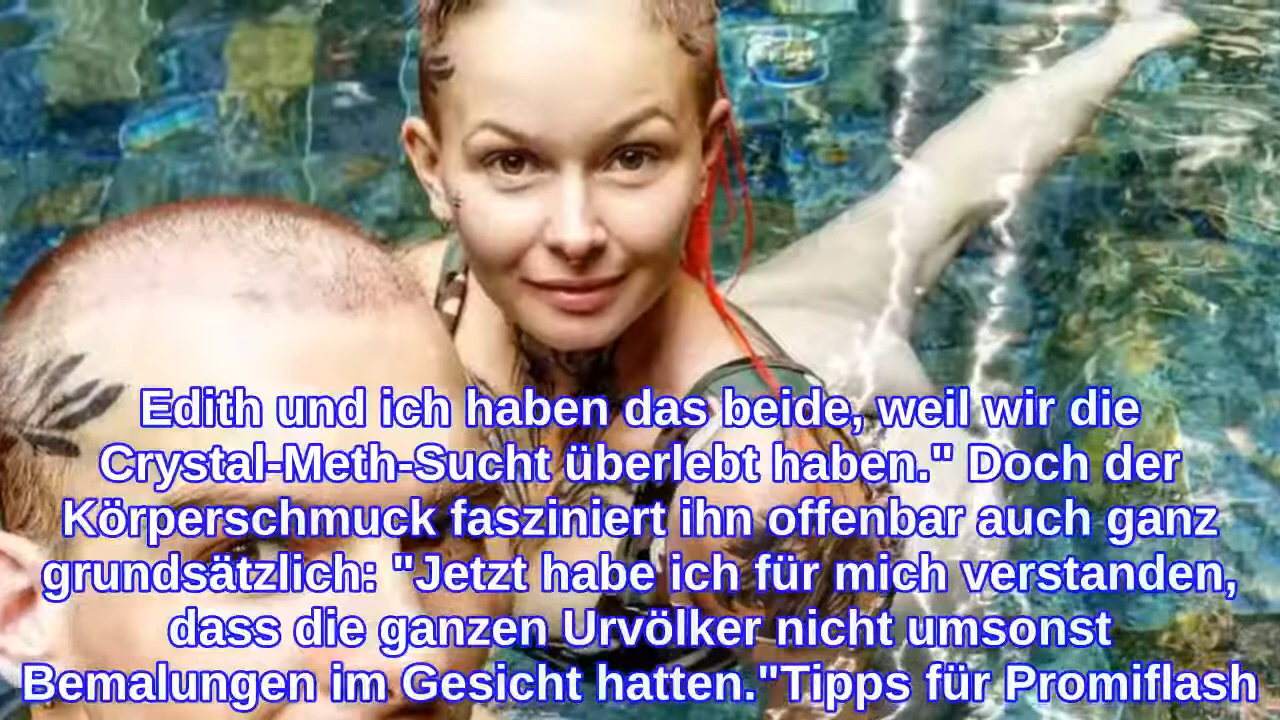 Edith und ich haben das beide, weil wir die
Crystal-Meth-Sucht überlebt haben." Doch der
Körperschmuck fasziniert ihn offenbar auch ganz
grundsätzlich: "Jetzt habe ich für mich verstanden,
dass die ganzen Urvölker nicht umsonst
Bemalungen im Gesicht hatten."Tipps für Promiflash